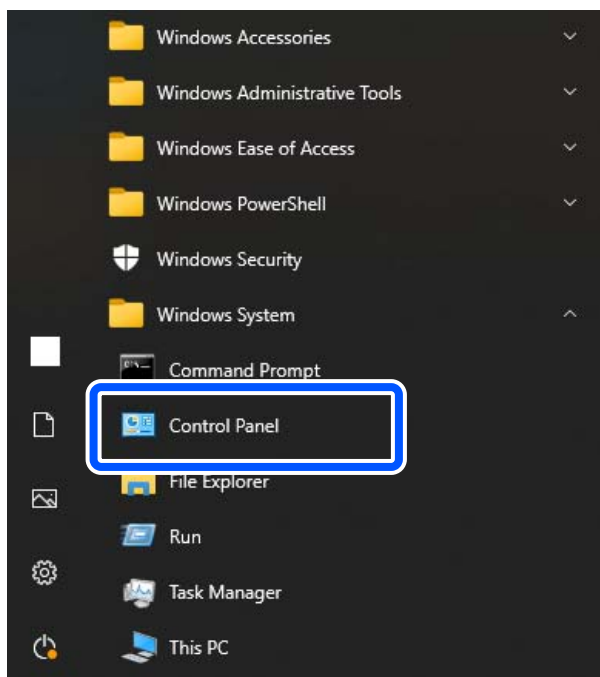 Windows Accessories
Windows Administrative Tools
Windows Ease of Access
Windows PowerShell
Windows Security
Windows System
Command Prompt
Control Panel
File Explorer
Run
Task Manager
This PC